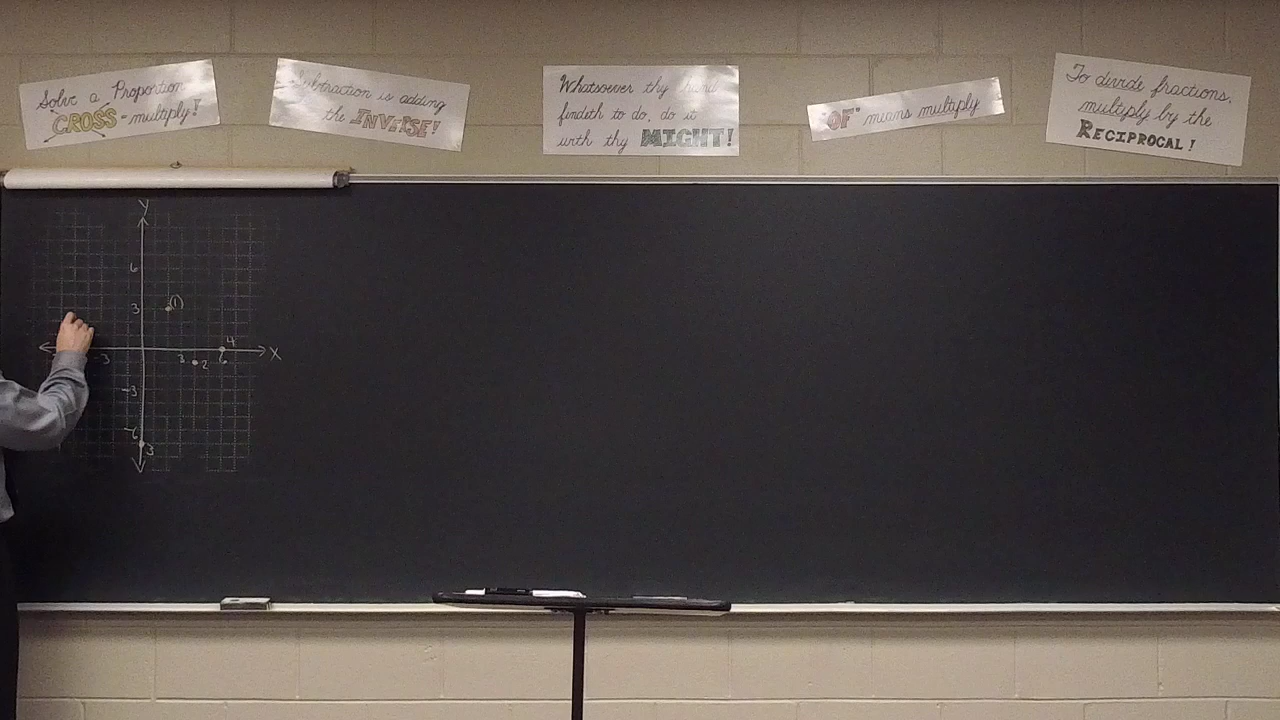 Solve a Proportion
CROSS-multiply!
Subtraction is adding
the INVERSE!
Whatsoever thy hand
findeth to do, do it
with thy MIGHT!
"OF" means multiply
To divide fractions,
multiply by the
RECIPROCAL!
y
6
3
(1)
4
X
-3
3
2
6
-3
-6
3